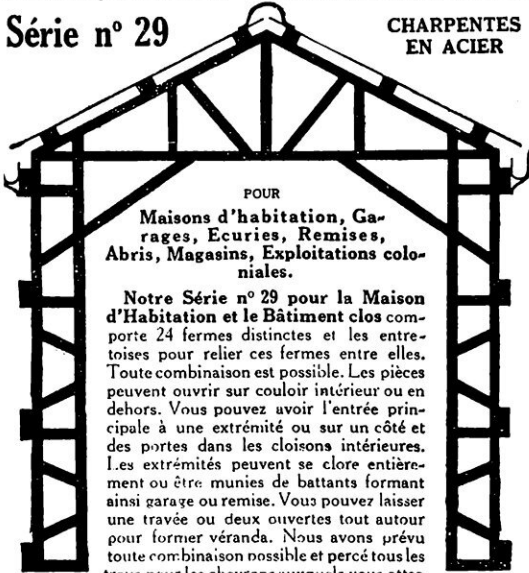 Série nº 29
CHARPENTES
EN ACIER
POUR
Maisons d'habitation, Ga-
rages, Ecuries, Remises,
Abris, Magasins, Exploitations colo-
niales.
Notre Série nº 29 pour la Maison
d'Habitation et le Bâtiment clos com-
porte 24 fermes distinctes et les entre-
toises pour relier ces fermes entre elles.
Toute combinaison est possible. Les pièces
peuvent ouvrir sur couloir intérieur ou en
dehors. Vous pouvez avoir l'entrée prin-
cipale à une extrémité ou sur un côté et
des portes dans les cloisons intérieures.
Les extrémités peuvent se clore entière-
ment ou être munies de battants formant
ainsi garage ou remise. Vous pouvez laisser
une travée ou deux ouvertes tout autour
pour former véranda. Nous avons prévu
toute combinaison possible et percé tous les